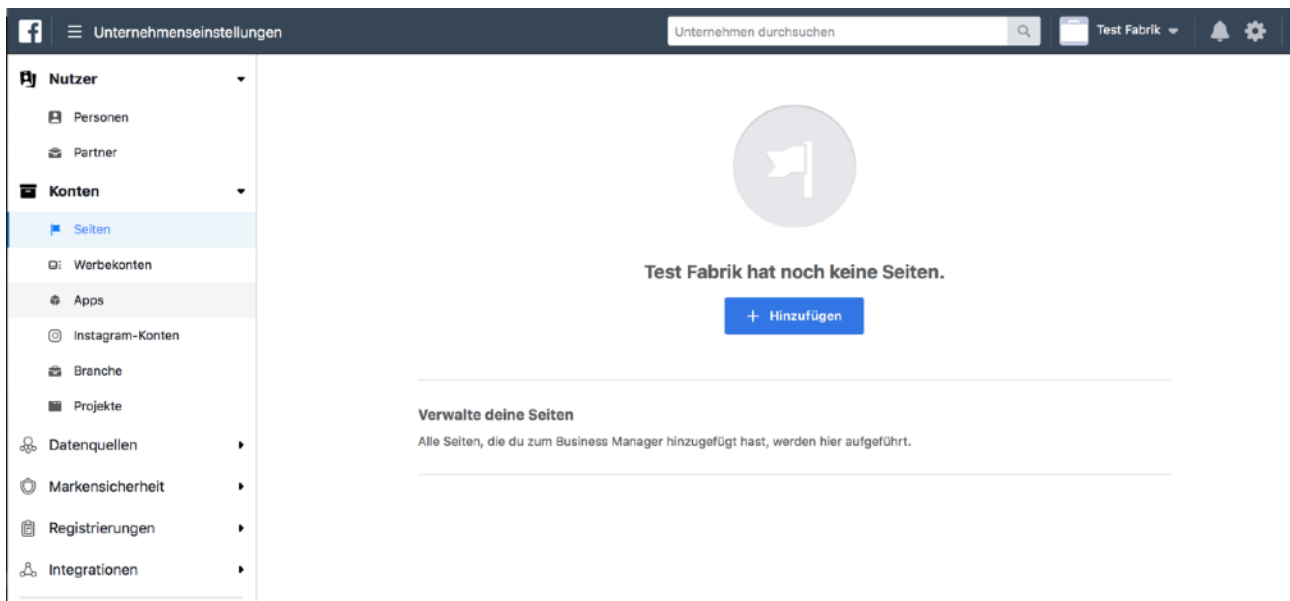 Unternehmenseinstellungen
Unternehmen durchsuchen
Test Fabrik
Nutzer
Personen
Partner
Konten
Seiten
Werbekonten
Apps
Instagram-Konten
Branche
Projekte
Datenquellen
Markensicherheit
Registrierungen
Integrationen
Test Fabrik hat noch keine Seiten.
+ Hinzufügen
Verwalte deine Seiten
Alle Seiten, die du zum Business Manager hinzugefügt hast, werden hier aufgeführt.